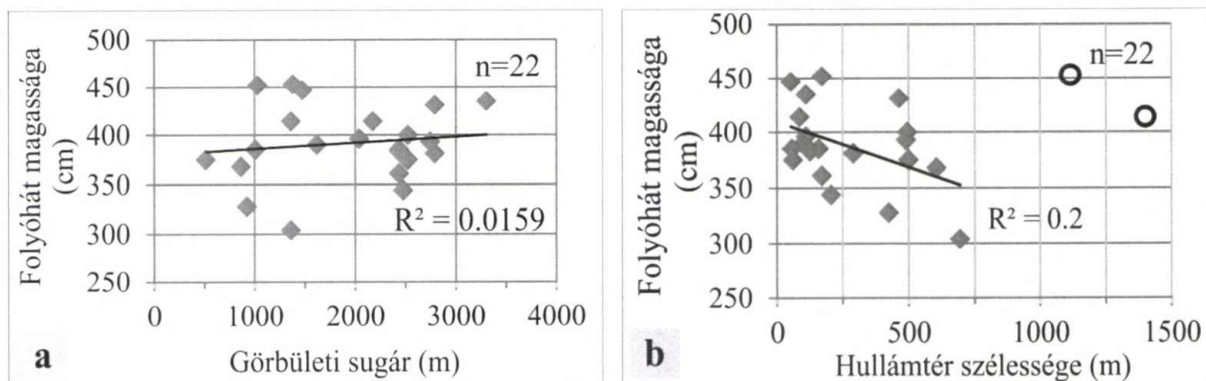 500
450
400
350
300
250
Folyóhát magassága
(cm)
n=22
R² = 0.0159
0
1000
2000
3000
4000
Görbületi sugár (m)
a
500
450
400
350
300
250
Folyóhát magassága
(cm)
n=22
R² = 0.2
0
500
1000
1500
Hullámtér szélessége (m)
b